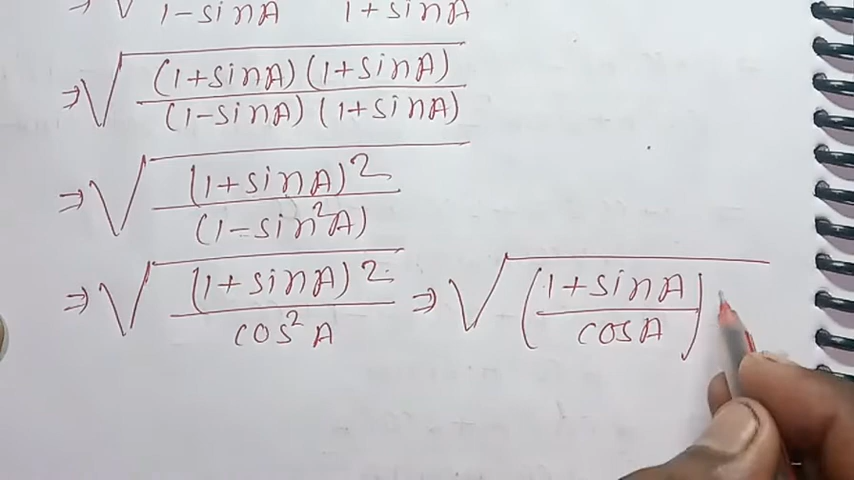 ⇒ √ 1-sinA 1+sinA
⇒ √ (1+sinA)(1+sinA)
(1-sinA)(1+sinA)
⇒ √ (1+sinA)²
(1-sin²A)
⇒ √ (1+sinA)² ⇒ √ (1+sinA)
cos²A cosA